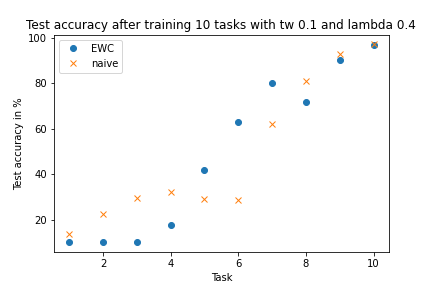 Test accuracy after training 10 tasks with tw 0.1 and lambda 0.4
EWC
naive
Test accuracy in %
100
80
60
40
20
2
4
6
8
10
Task